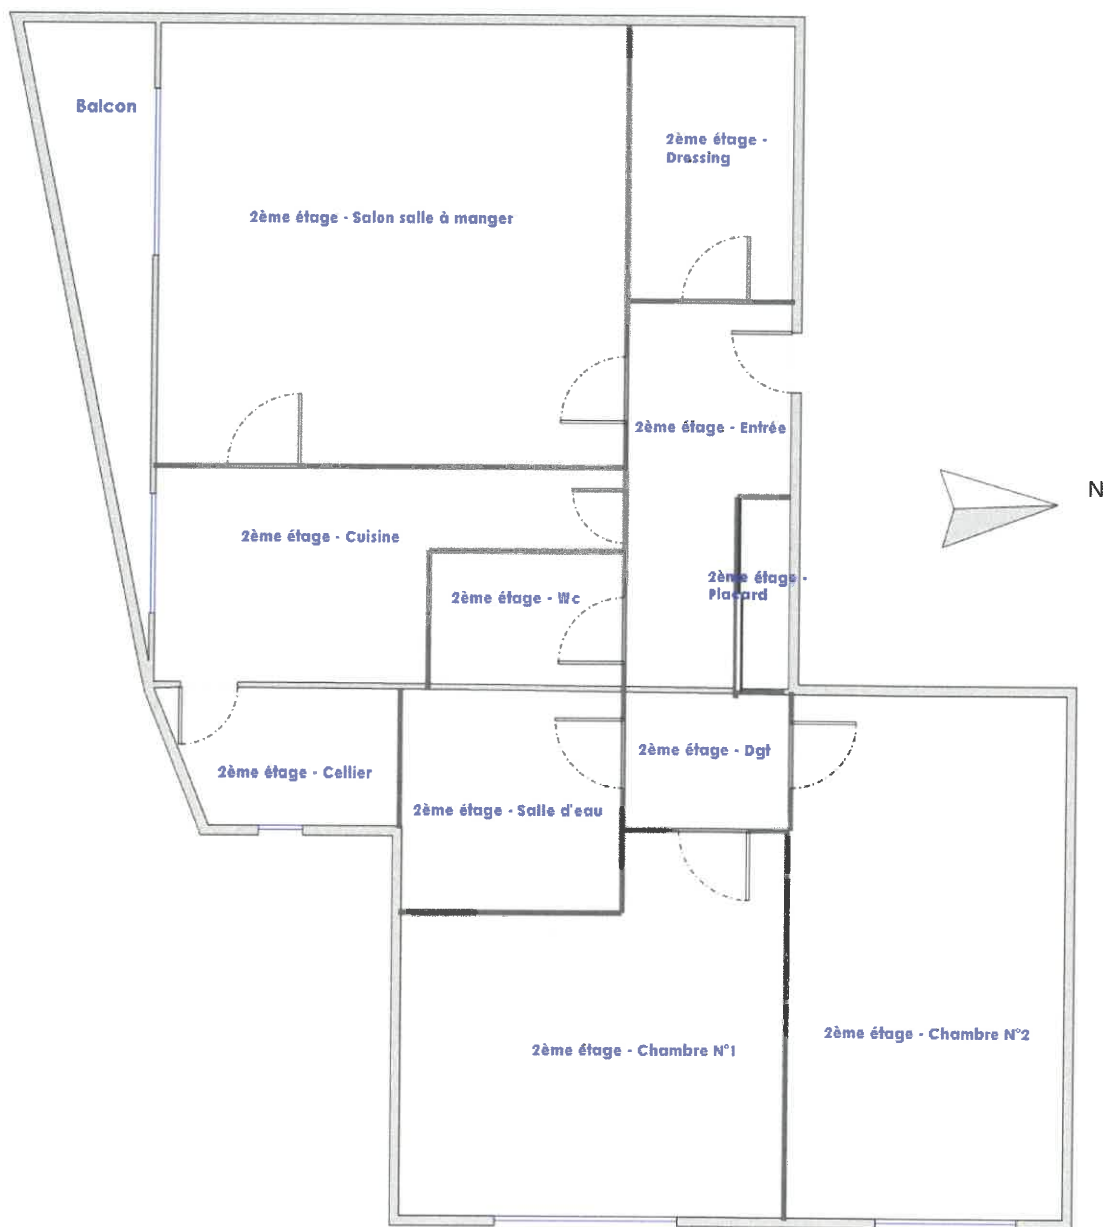 Balcon
2ème étage -
Dressing
2ème étage - Salon salle à manger
2ème étage - Entrée
N
2ème étage - Cuisine
2ème étage -
Placard
2ème étage - Wc
2ème étage - Dgt
2ème étage - Cellier
2ème étage - Salle d'eau
2ème étage - Chambre N°2
2ème étage - Chambre N°1